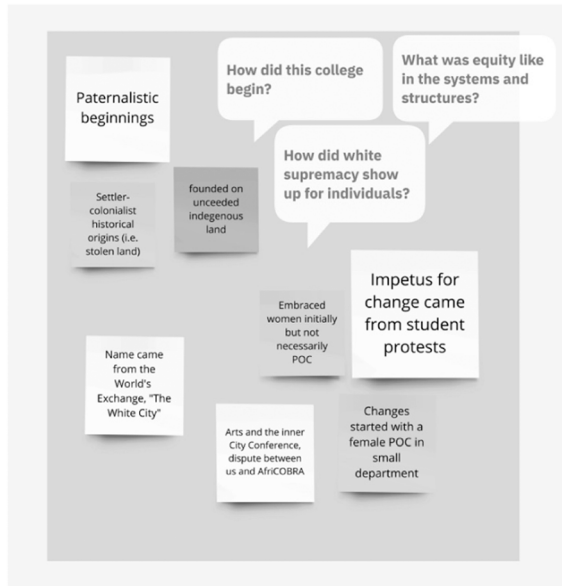 Paternalistic
beginnings
How did this college
begin?
What was equity like
in the systems and
structures?
How did white
supremacy show
up for individuals?
Settler-
colonialist
historical
origins (i.e.
stolen land)
founded on
unceeded
indegenous
land
Impetus for
change came
from student
protests
Embraced
women initially
but not
necessarily
POC
Name came
from the
World's
Exchange, "The
White City"
Arts and the inner
City Conference,
dispute between
us and AfriCOBRA
Changes
started with a
female POC in
small
department